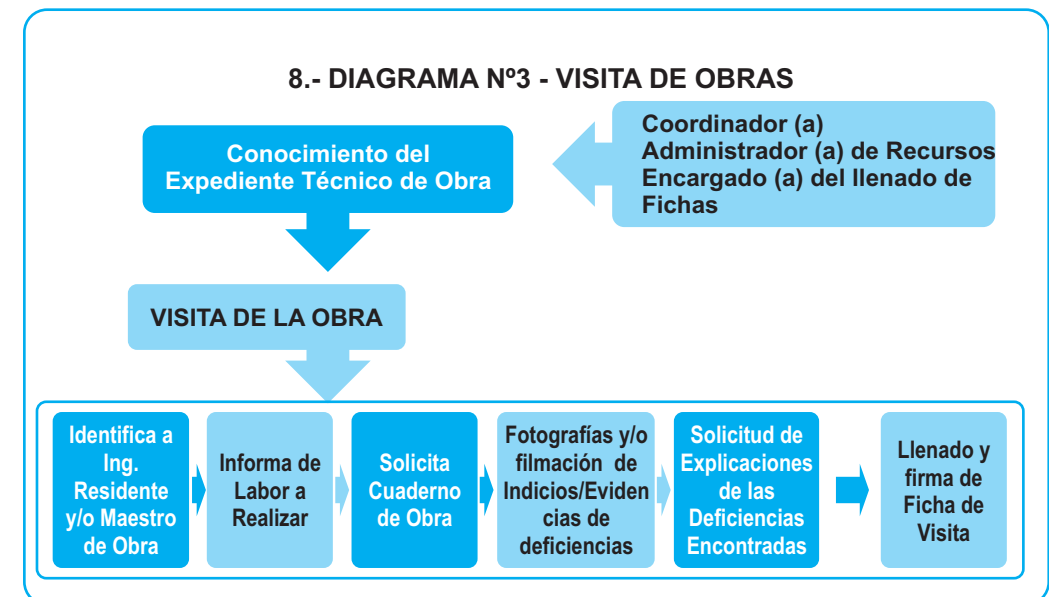 8.- DIAGRAMA Nº3 - VISITA DE OBRAS
Conocimiento del
Expediente Técnico de Obra
Coordinador (a)
Administrador (a) de Recursos
Encargado (a) del llenado de
Fichas
VISITA DE LA OBRA
Identifica a
Ing.
Residente
y/o Maestro
de Obra
Informa de
Labor a
Realizar
Solicita
Cuaderno
de Obra
Fotografías y/o
filmación de
Indicios/Eviden
cias de
deficiencias
Solicitud de
Explicaciones
de las
Deficiencias
Encontradas
Llenado y
firma de
Ficha de
Visita